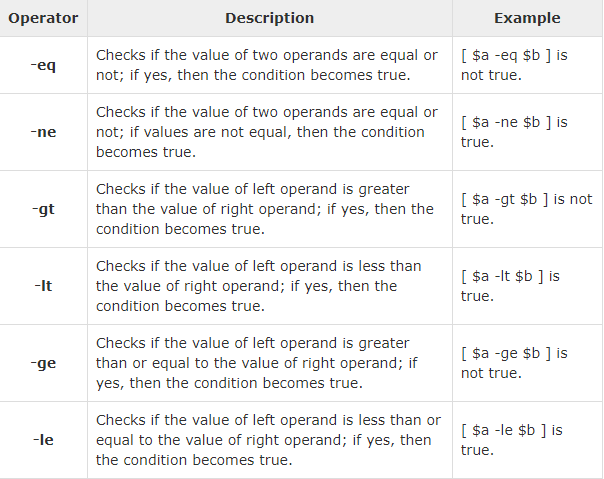 Operator Description Example
-eq
Checks if the value of two operands are equal or
not; if yes, then the condition becomes true.
[ $a -eq $b ] is
not true.
-ne
Checks if the value of two operands are equal or
not; if values are not equal, then the condition
becomes true.
[ $a -ne $b ] is
true.
-gt
Checks if the value of left operand is greater
than the value of right operand; if yes, then the
condition becomes true.
[ $a -gt $b ] is not
true.
-lt
Checks if the value of left operand is less than
the value of right operand; if yes, then the
condition becomes true.
[ $a -lt $b ] is
true.
-ge
Checks if the value of left operand is greater
than or equal to the value of right operand; if
yes, then the condition becomes true.
[ $a -ge $b ] is
not true.
-le
Checks if the value of left operand is less than or
equal to the value of right operand; if yes, then
the condition becomes true.
[ $a -le $b ] is
true.